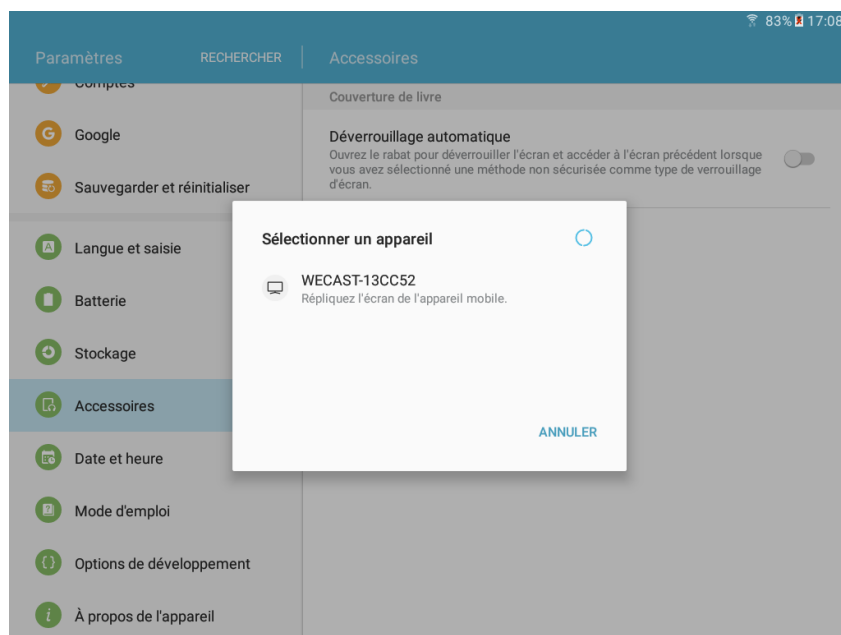 83% 17:08
Paramètres RECHERCHER Accessoires
Comptes
Couverture de livre
Google
Déverrouillage automatique
Ouvrez le rabat pour déverrouiller l'écran et accéder à l'écran précédent lorsque
vous avez sélectionné une méthode non sécurisée comme type de verrouillage
d'écran.
Sauvegarder et réinitialiser
Langue et saisie
Batterie
Stockage
Accessoires
Date et heure
Mode d'emploi
Options de développement
À propos de l'appareil
Sélectionner un appareil
WECAST-13CC52
Répliquez l'écran de l'appareil mobile.
ANNULER